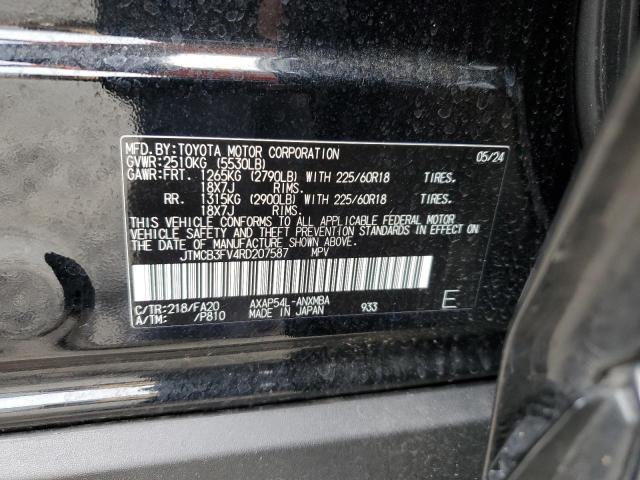 MFD.BY:TOYOTA MOTOR CORPORATION 05/24
GVWR:2510KG (5530LB)
GAWR:FRT. 1265KG (2790LB) WITH 225/60R18 TIRES.
18X7J RIMS.
RR. 1315KG (2900LB) WITH 225/60R18 TIRES.
18X7J RIMS.
THIS VEHICLE CONFORMS TO ALL APPLICABLE FEDERAL MOTOR
VEHICLE SAFETY STANDARDS IN EFFECT ON
THE DATE OF MANUFACTURE SHOWN ABOVE.
JTMCB3FV4RD207587 MPV
C/TR:218/FA20 AXAP54L-ANXMBA 933 E
A/TM: /P810 MADE IN JAPAN